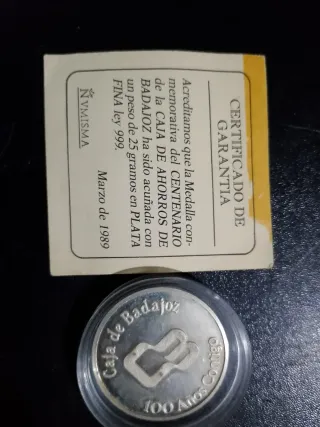 CERTIFICADO DE
GARANTIA
Acreditamos que la Medalla con-
memorativa del CENTENARIO
de la CAJA DE AHORROS DE
BADAJOZ ha sido acuñada con
un peso de 25 gramos en PLATA
FINA ley 999.
Marzo de 1989
NVMISMA
Caja de Badajoz
100 Años Contigo